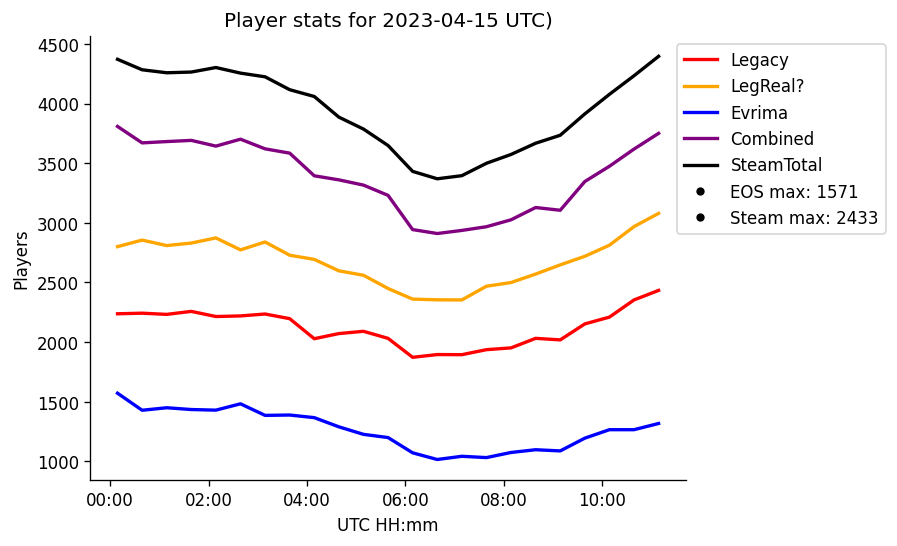 Player stats for 2023-04-15 UTC)
4500
4000
3500
3000
2500
2000
1500
1000
Players
00:00 02:00 04:00 06:00 08:00 10:00
UTC HH:mm
Legacy
LegReal?
Evrima
Combined
SteamTotal
EOS max: 1571
Steam max: 2433